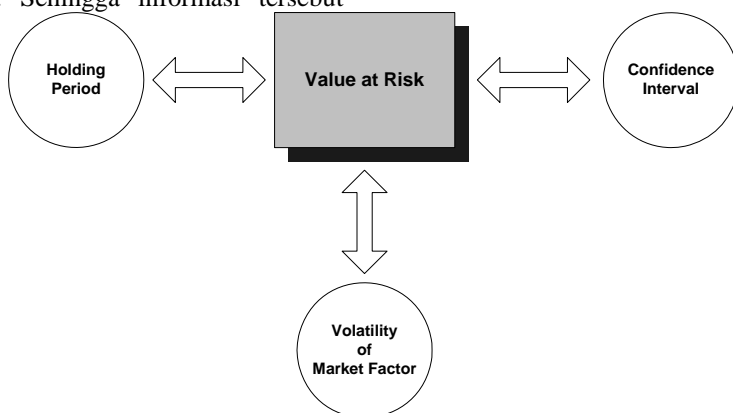 Sehingga informasi tersebut
Holding
Period
Value at Risk
Confidence
Interval
Volatility
of
Market Factor